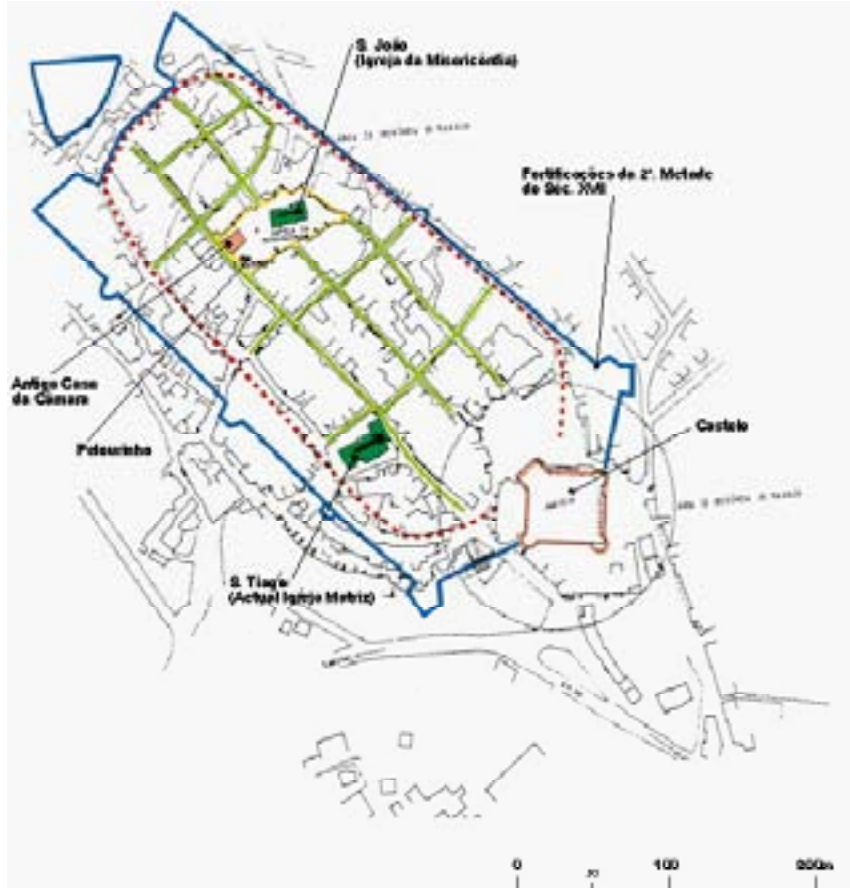 S. João
(Igreja da Misericórdia)
Fortificações da 2ª. Metade
do Séc. XVII
Antiga Casa
da Câmara
Pelourinho
Castelo
S. Tiago
(Actual Igreja Matriz)
0 50 100 200m